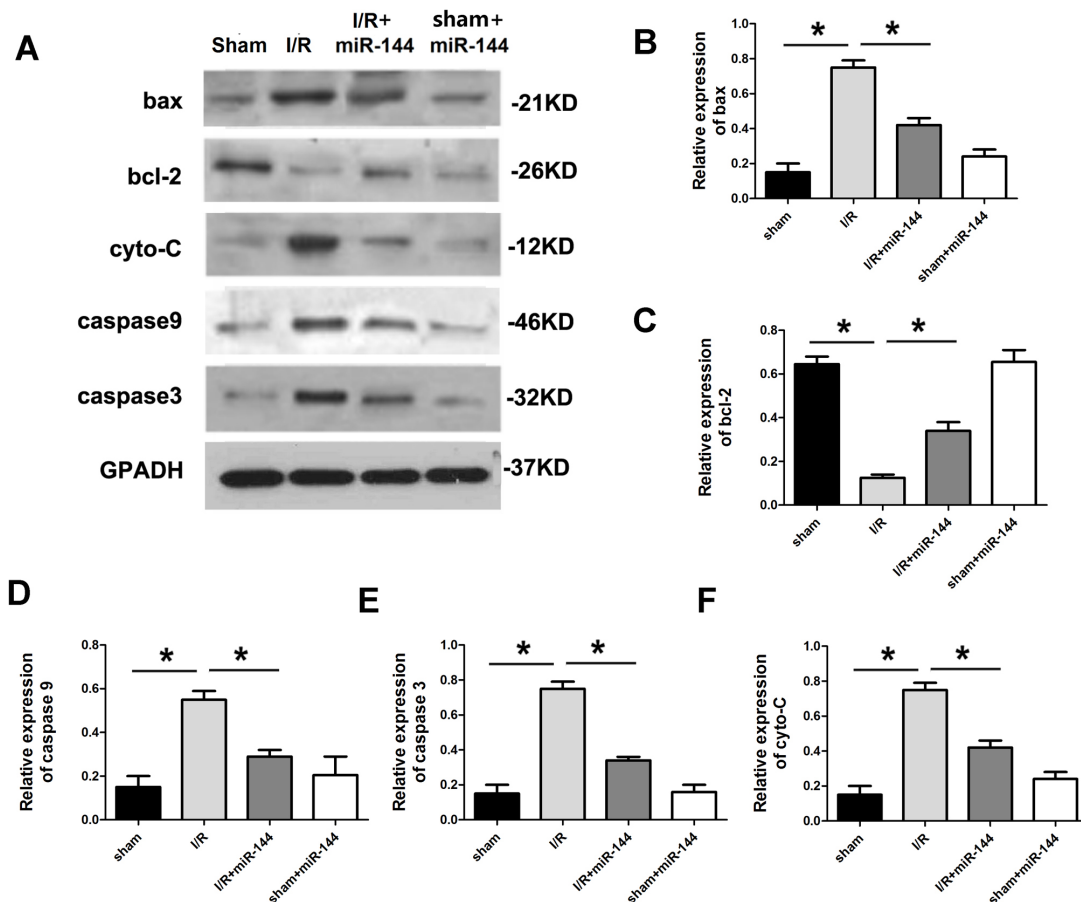 A
Sham I/R I/R+ miR-144 sham+ miR-144
bax -21KD
bcl-2 -26KD
cyto-C -12KD
caspase9 -46KD
caspase3 -32KD
GPADH -37KD
B
Relative expression
of bax
1.0
0.8
0.6
0.4
0.2
0.0
* *
sham I/R I/R+miR-144 sham+miR-144
C
Relative expression
of bcl-2
0.8
0.6
0.4
0.2
0.0
* *
sham I/R I/R+miR-144 sham+miR-144
D
Relative expression
of caspase 9
0.8
0.6
0.4
0.2
0.0
* *
sham I/R I/R+miR-144 sham+miR-144
E
Relative expression
of caspase 3
1.0
0.8
0.6
0.4
0.2
0.0
* *
sham I/R I/R+miR-144 sham+miR-144
F
Relative expression
of cyto-C
1.0
0.8
0.6
0.4
0.2
0.0
* *
sham I/R I/R+miR-144 sham+miR-144